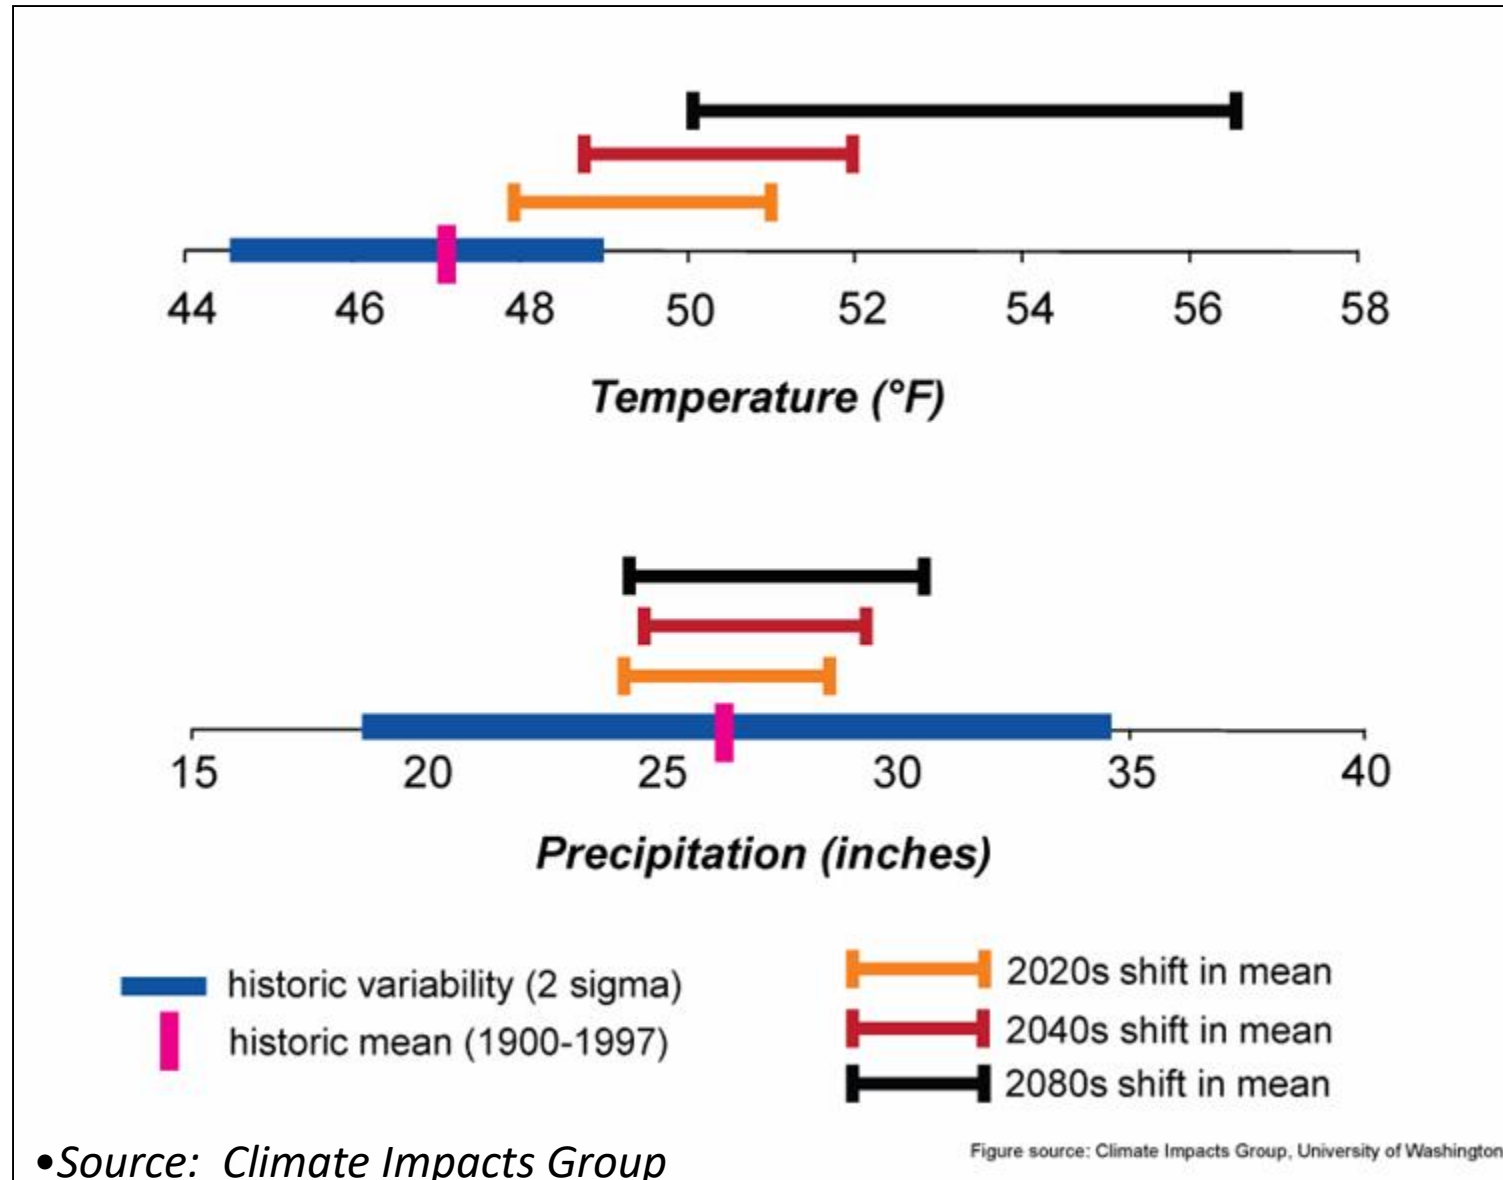 44 46 48 50 52 54 56 58
Temperature (°F)
15 20 25 30 35 40
Precipitation (inches)
historic variability (2 sigma)
historic mean (1900-1997)
2020s shift in mean
2040s shift in mean
2080s shift in mean
•Source: Climate Impacts Group
Figure source: Climate Impacts Group, University of Washington